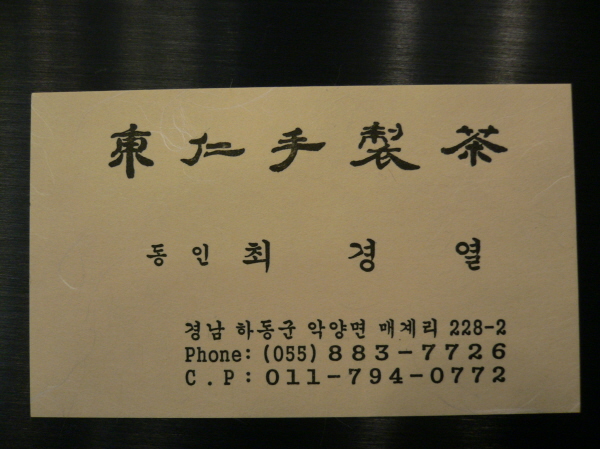 東仁手製茶
동인 최경열
경남 하동군 악양면 매계리 228-2
Phone: (055) 883-7726
C.P: 011-794-0772